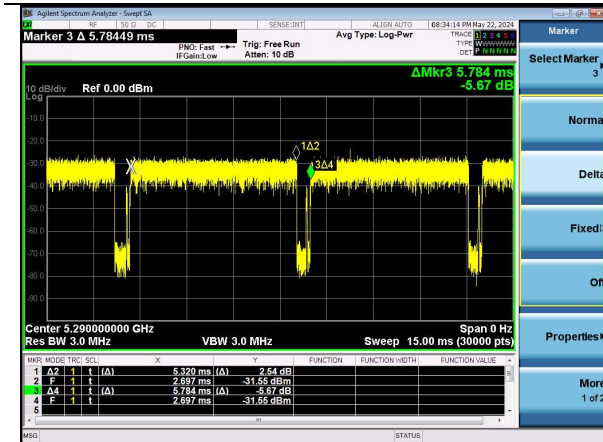 Agilent Spectrum Analyzer - Swept SA
RF 50 Ω DC SENSE:INT ALIGN AUTO 08:34:14 PM May 22, 2024
Marker 3 Δ 5.78449 ms
PNO: Fast
IFGain:Low
Trig: Free Run
Atten: 10 dB
Avg Type: Log-Pwr
TRACE 1 2 3 4 5 6
TYPE WWWWWW
DET P N N N N N
ΔMkr3 5.784 ms
-5.67 dB
10 dB/div Ref 0.00 dBm
Log
-10.0
-20.0
-30.0
-40.0
-50.0
-60.0
-70.0
-80.0
-90.0
1Δ2
3Δ4
Center 5.290000000 GHz Span 0 Hz
Res BW 3.0 MHz VBW 3.0 MHz Sweep 15.00 ms (30000 pts)
MKR MODE TRC SCL X Y FUNCTION FUNCTION WIDTH FUNCTION VALUE
1 Δ2 1 t (Δ) 5.320 ms (Δ) 2.54 dB
2 F 1 t 2.697 ms -31.55 dBm
3 Δ4 1 t (Δ) 5.784 ms (Δ) -5.67 dB
4 F 1 t 2.697 ms -31.55 dBm
5
MSG STATUS
Marker
Select Marker
3
Norma
Delta
Fixed
Off
Properties
More
1 of 2